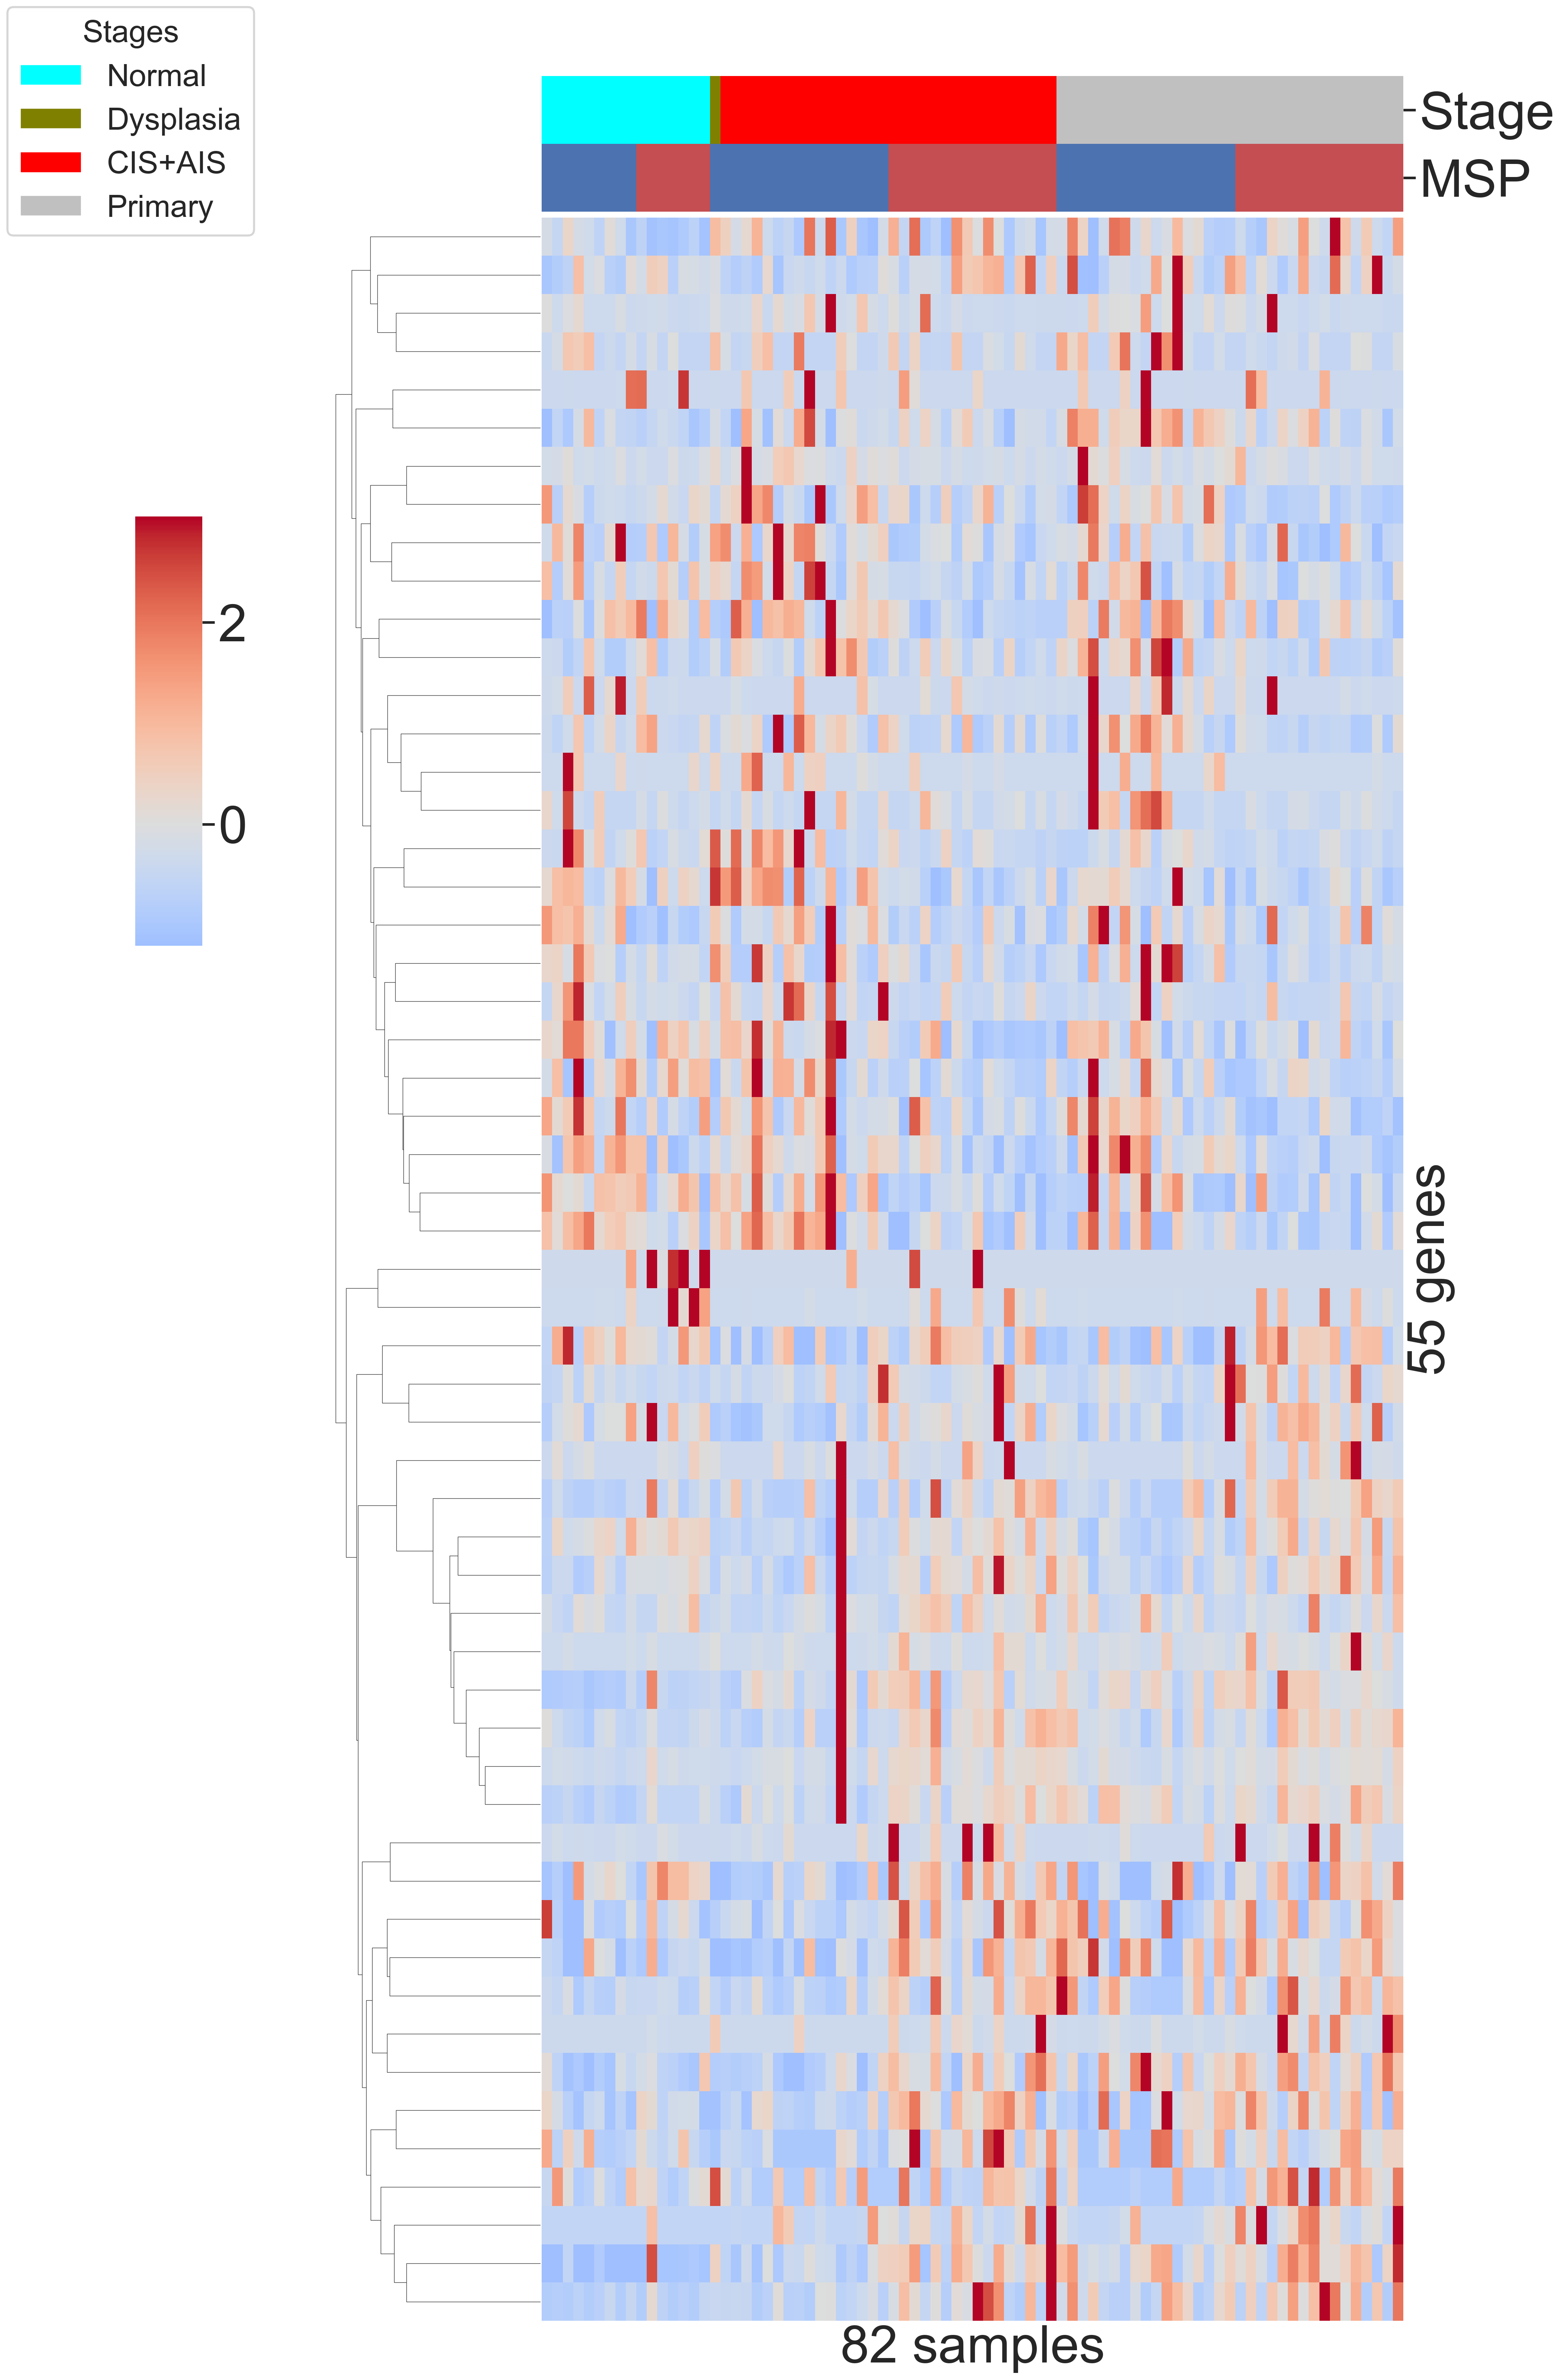 Stages
Normal
Dysplasia
CIS+AIS
Primary
Stage
MSP
2
0
55 genes
82 samples